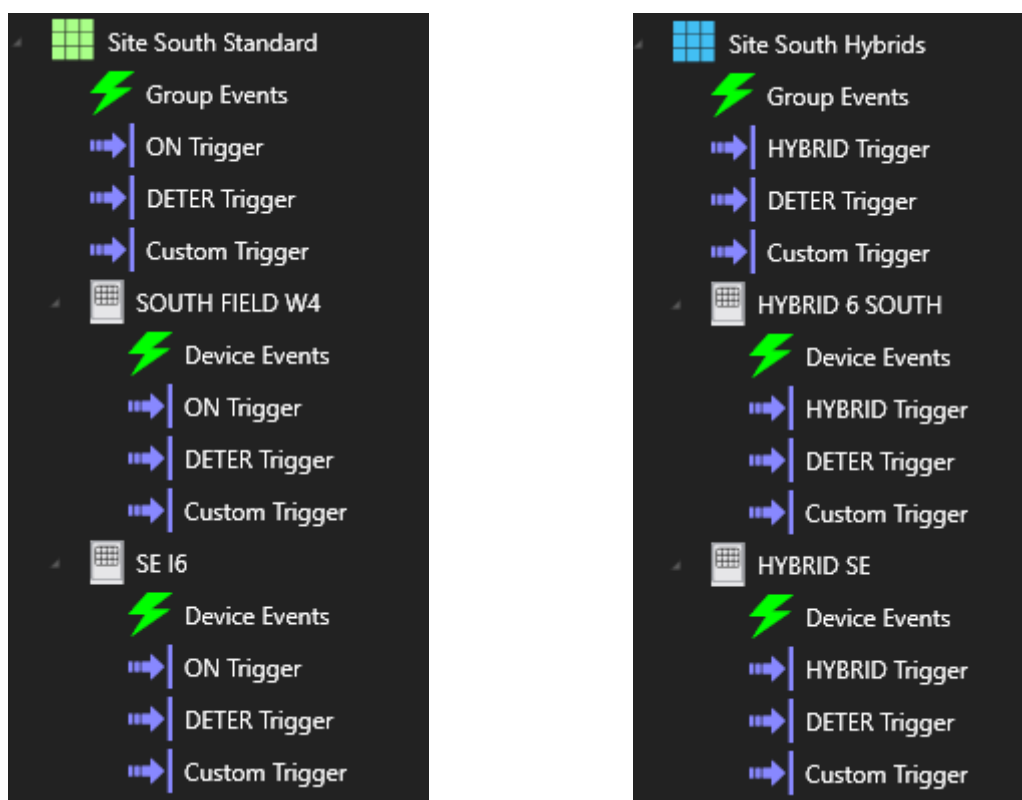 Site South Standard
Group Events
ON Trigger
DETER Trigger
Custom Trigger
SOUTH FIELD W4
Device Events
ON Trigger
DETER Trigger
Custom Trigger
SE I6
Device Events
ON Trigger
DETER Trigger
Custom Trigger
Site South Hybrids
Group Events
HYBRID Trigger
DETER Trigger
Custom Trigger
HYBRID 6 SOUTH
Device Events
HYBRID Trigger
DETER Trigger
Custom Trigger
HYBRID SE
Device Events
HYBRID Trigger
DETER Trigger
Custom Trigger